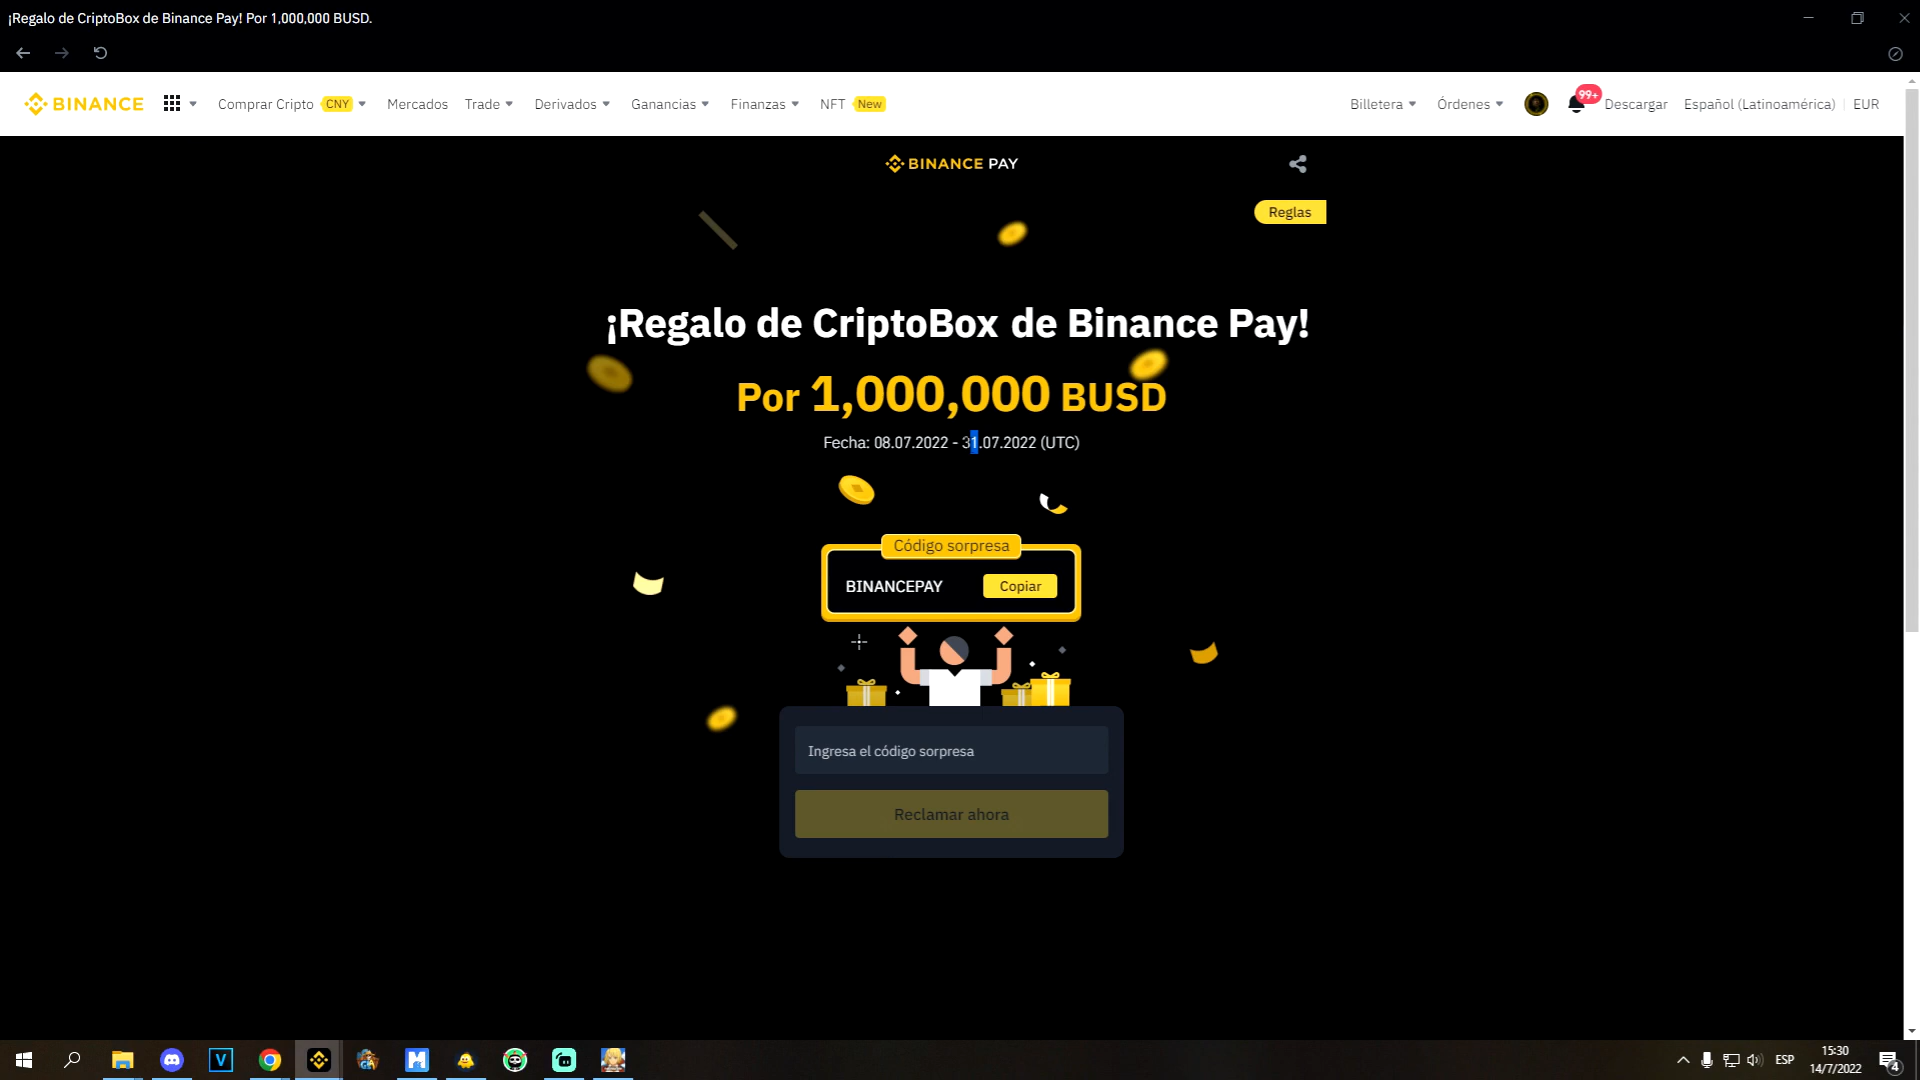 ¡Regalo de CriptoBox de Binance Pay! Por 1,000,000 BUSD.
BINANCE
Comprar Cripto CNY Mercados Trade Derivados Ganancias Finanzas NFT New
Billetera Órdenes 99+ Descargar Español (Latinoamérica) EUR
BINANCE PAY
Reglas
¡Regalo de CriptoBox de Binance Pay!
Por 1,000,000 BUSD
Fecha: 08.07.2022 - 31.07.2022 (UTC)
Código sorpresa
BINANCEPAY Copiar
Ingresa el código sorpresa
Reclamar ahora
V
M
ESP
15:30
14/7/2022
4